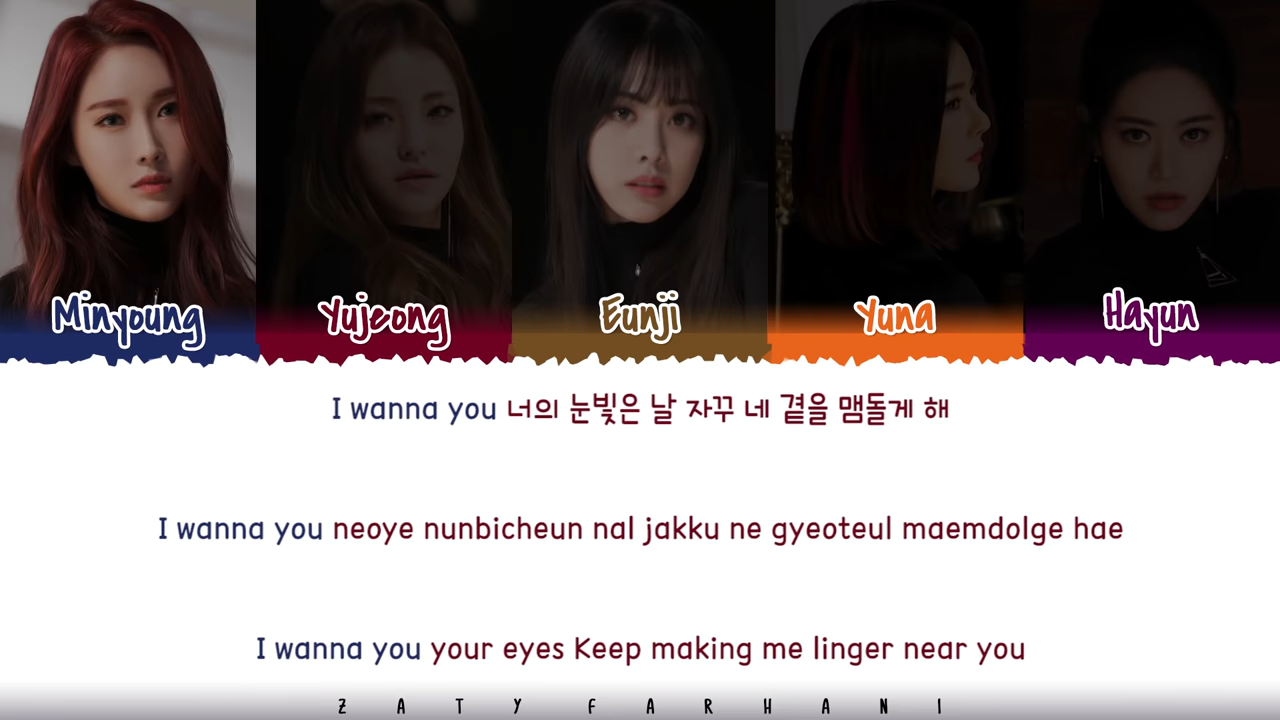 Minyoung Yujeong Eunji Yuna Hayun
I wanna you 너의 눈빛은 날 자꾸 네 곁을 맴돌게 해
I wanna you neoye nunbicheun nal jakku ne gyeoteul maemdolge hae
I wanna you your eyes Keep making me linger near you
ZATY FARHANI